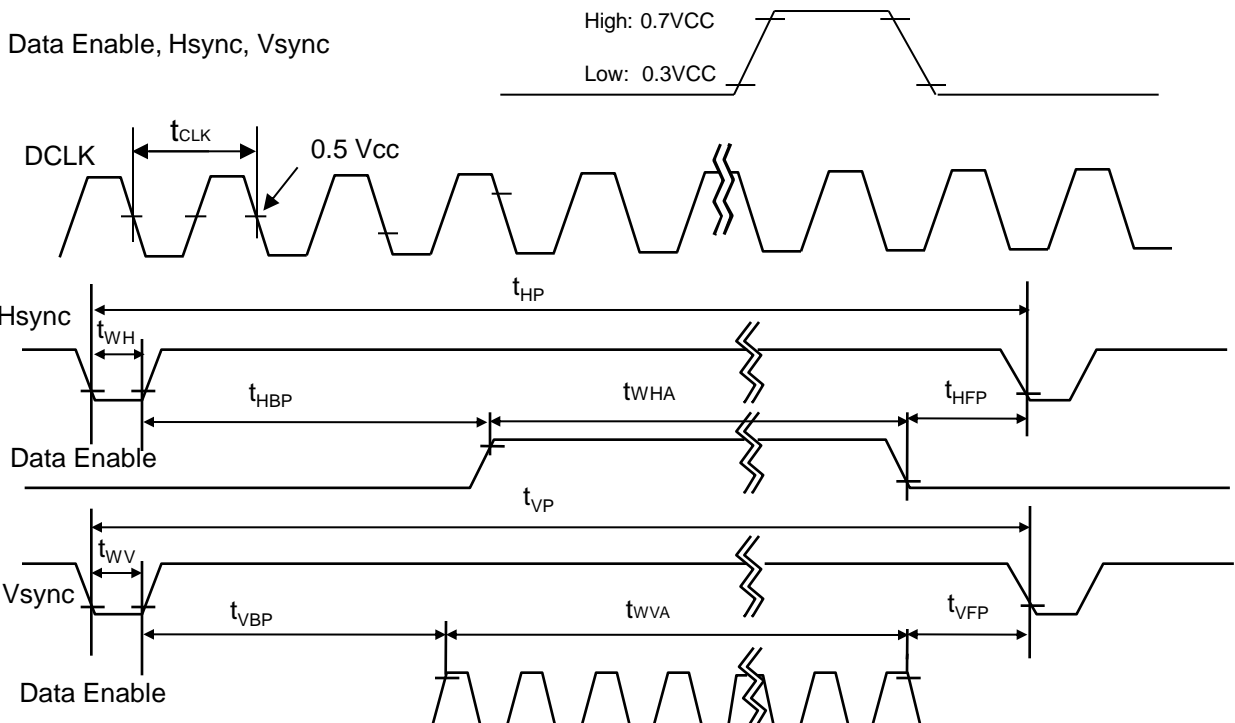 High: 0.7VCC
Data Enable, Hsync, Vsync
Low: 0.3VCC
tCLK
DCLK
0.5 Vcc
tHP
Hsync
tWH
tHBP
tWHA
tHFP
Data Enable
tVP
tWV
Vsync
tVBP
tWVA
tVFP
Data Enable